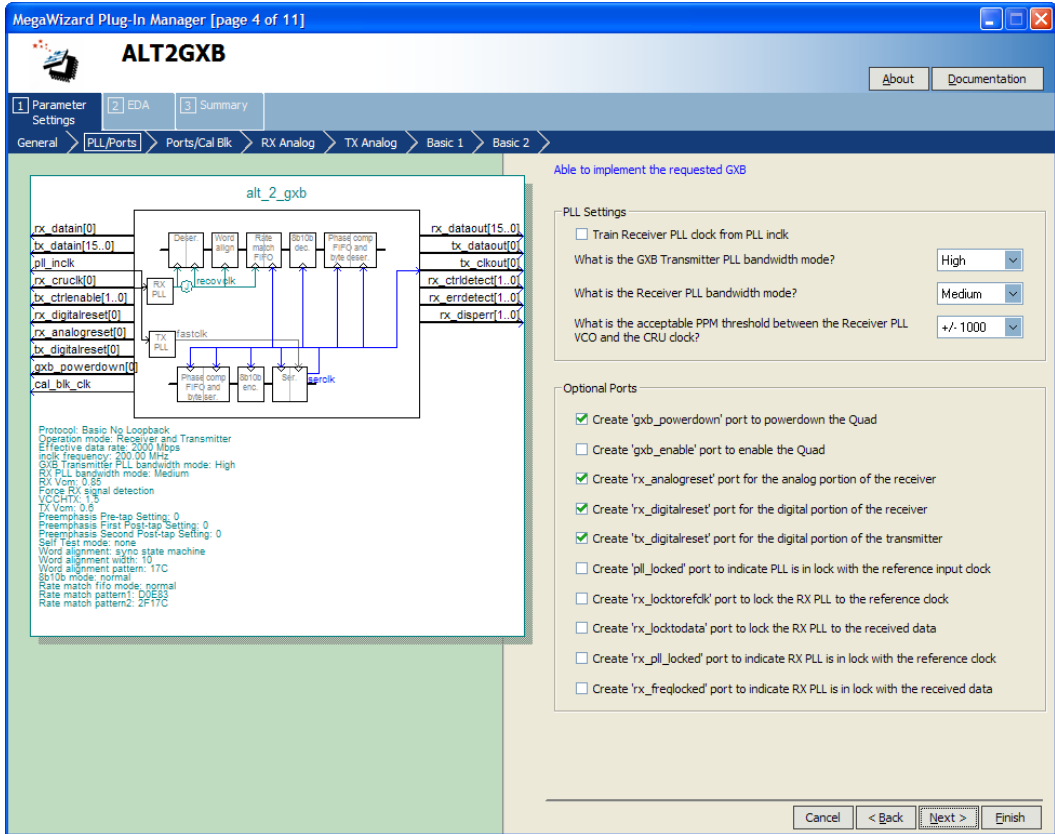 MegaWizard Plug-In Manager [page 4 of 11]
ALT2GXB
About
Documentation
1 Parameter Settings
2 EDA
3 Summary
General
PLL/Ports
Ports/Cal Blk
RX Analog
TX Analog
Basic 1
Basic 2
alt_2_gxb
rx_datain[0]
tx_datain[15..0]
pll_inclk
rx_cruclk[0]
tx_ctrlenable[1..0]
rx_digitalreset[0]
rx_analogreset[0]
tx_digitalreset[0]
gxb_powerdown[0]
cal_blk_clk
Deser.
Word
align
Rate
match
FIFO
8b10b
dec.
Phase comp
FIFO and
byte deser.
RX
PLL
recovclk
TX
PLL
fastclk
Phase comp
FIFO and
byte ser.
8b10b
enc.
Ser.
serclk
rx_dataout[15..0]
tx_dataout[0]
tx_clkout[0]
rx_ctrldetect[1..0]
rx_errdetect[1..0]
rx_disperr[1..0]
Protocol: Basic No Loopback
Operation mode: Receiver and Transmitter
Effective data rate: 2000 Mbps
inclk frequency: 200.00 MHz
GXB Transmitter PLL bandwidth mode: High
RX PLL bandwidth mode: Medium
RX Vcm: 0.85
Force RX signal detection
VCCHTX: 1.5
TX Vcm: 0.6
Preemphasis Pre-tap Setting: 0
Preemphasis First Post-tap Setting: 0
Preemphasis Second Post-tap Setting: 0
Self Test mode: none
Word alignment: sync state machine
Word alignment width: 10
Word alignment pattern: 17C
8b10b mode: normal
Rate match fifo mode: normal
Rate match pattern1: D0E83
Rate match pattern2: 2F17C
Able to implement the requested GXB
PLL Settings
Train Receiver PLL clock from PLL inclk
What is the GXB Transmitter PLL bandwidth mode?
High
What is the Receiver PLL bandwidth mode?
Medium
What is the acceptable PPM threshold between the Receiver PLL
VCO and the CRU clock?
+/- 1000
Optional Ports
Create 'gxb_powerdown' port to powerdown the Quad
Create 'gxb_enable' port to enable the Quad
Create 'rx_analogreset' port for the analog portion of the receiver
Create 'rx_digitalreset' port for the digital portion of the receiver
Create 'tx_digitalreset' port for the digital portion of the transmitter
Create 'pll_locked' port to indicate PLL is in lock with the reference input clock
Create 'rx_locktorefclk' port to lock the RX PLL to the reference clock
Create 'rx_locktodata' port to lock the RX PLL to the received data
Create 'rx_pll_locked' port to indicate RX PLL is in lock with the reference clock
Create 'rx_freqlocked' port to indicate RX PLL is in lock with the received data
Cancel
< Back
Next >
Finish